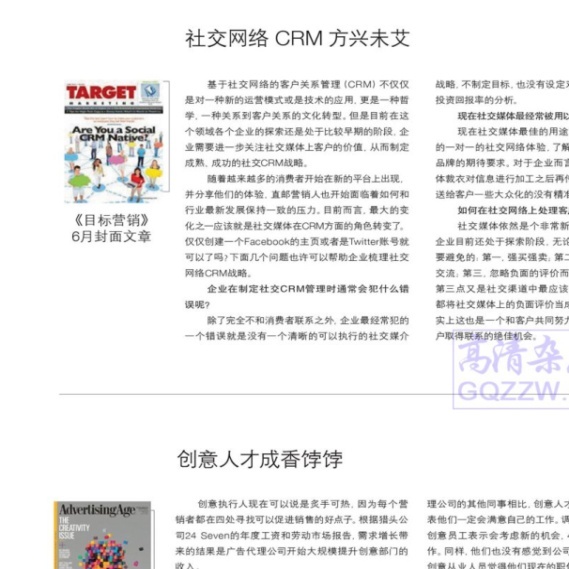 社交网络 CRM 方兴未艾
TARGET
MARKETING
Are You a Social
CRM Native?
《目标营销》
6月封面文章
基于社交网络的客户关系管理 (CRM) 不仅仅
是对一种新的运营模式或是技术的应用, 更是一种哲
学, 一种关系到客户关系的文化转型。但是目前在这
个领域各个企业的探索还是处于比较早期的阶段, 企
业需要进一步关注社交媒体上客户的价值, 从而制定
成熟、成功的社交CRM战略。
随着越来越多的消费者开始在新的平台上出现,
并分享他们的体验, 直邮营销人也开始面临着如何和
行业最新发展保持一致的压力。目前而言, 最大的变
化之一应该就是社交媒体在CRM方面的角色转变了。
仅仅创建一个Facebook的主页或者是Twitter账号就
可以了吗? 下面几个问题也许可以帮助企业梳理社交
网络CRM战略。
企业在制定社交CRM管理时通常会犯什么错
误呢?
除了完全不和消费者联系之外, 企业最经常犯的
一个错误就是没有一个清晰的可以执行的社交媒介
战略, 不制定目标, 也没有设定
投资回报率的分析。
现在社交媒体最经常被用以
现在社交媒体最佳的用途
的一对一的社交网络体验, 了解
品牌的期待要求。对于企业而言
体裁衣对信息进行加工之后再
送给客户一些大众化的没有精
如何在社交网络上处理客
社交媒体依然是个非常新
企业目前还处于探索阶段, 无论
要避免的: 第一, 强买强卖; 第二
交流; 第三, 忽略负面的评价而
第三点又是社交渠道中最应该
都将社交媒体上的负面评价当
实上这也是一个和客户共同努
户取得联系的绝佳机会。
高清杂
GQZZW.
创意人才成香饽饽
AdvertisingAge
THE
CREATIVITY
ISSUE
创意执行人现在可以说是炙手可热, 因为每个营
销者都在四处寻找可以促进销售的好点子。根据猎头公
司24 Seven的年度工资和劳动市场报告, 需求增长带
来的结果是广告代理公司开始大规模提升创意部门的
收入。
理公司的其他同事相比, 创意人才
表他们一定会满意自己的工作。调
创意员工表示会考虑新的机会, 4
作。同样, 他们也没有感觉到公司
创意从业人员觉得他们现在的职